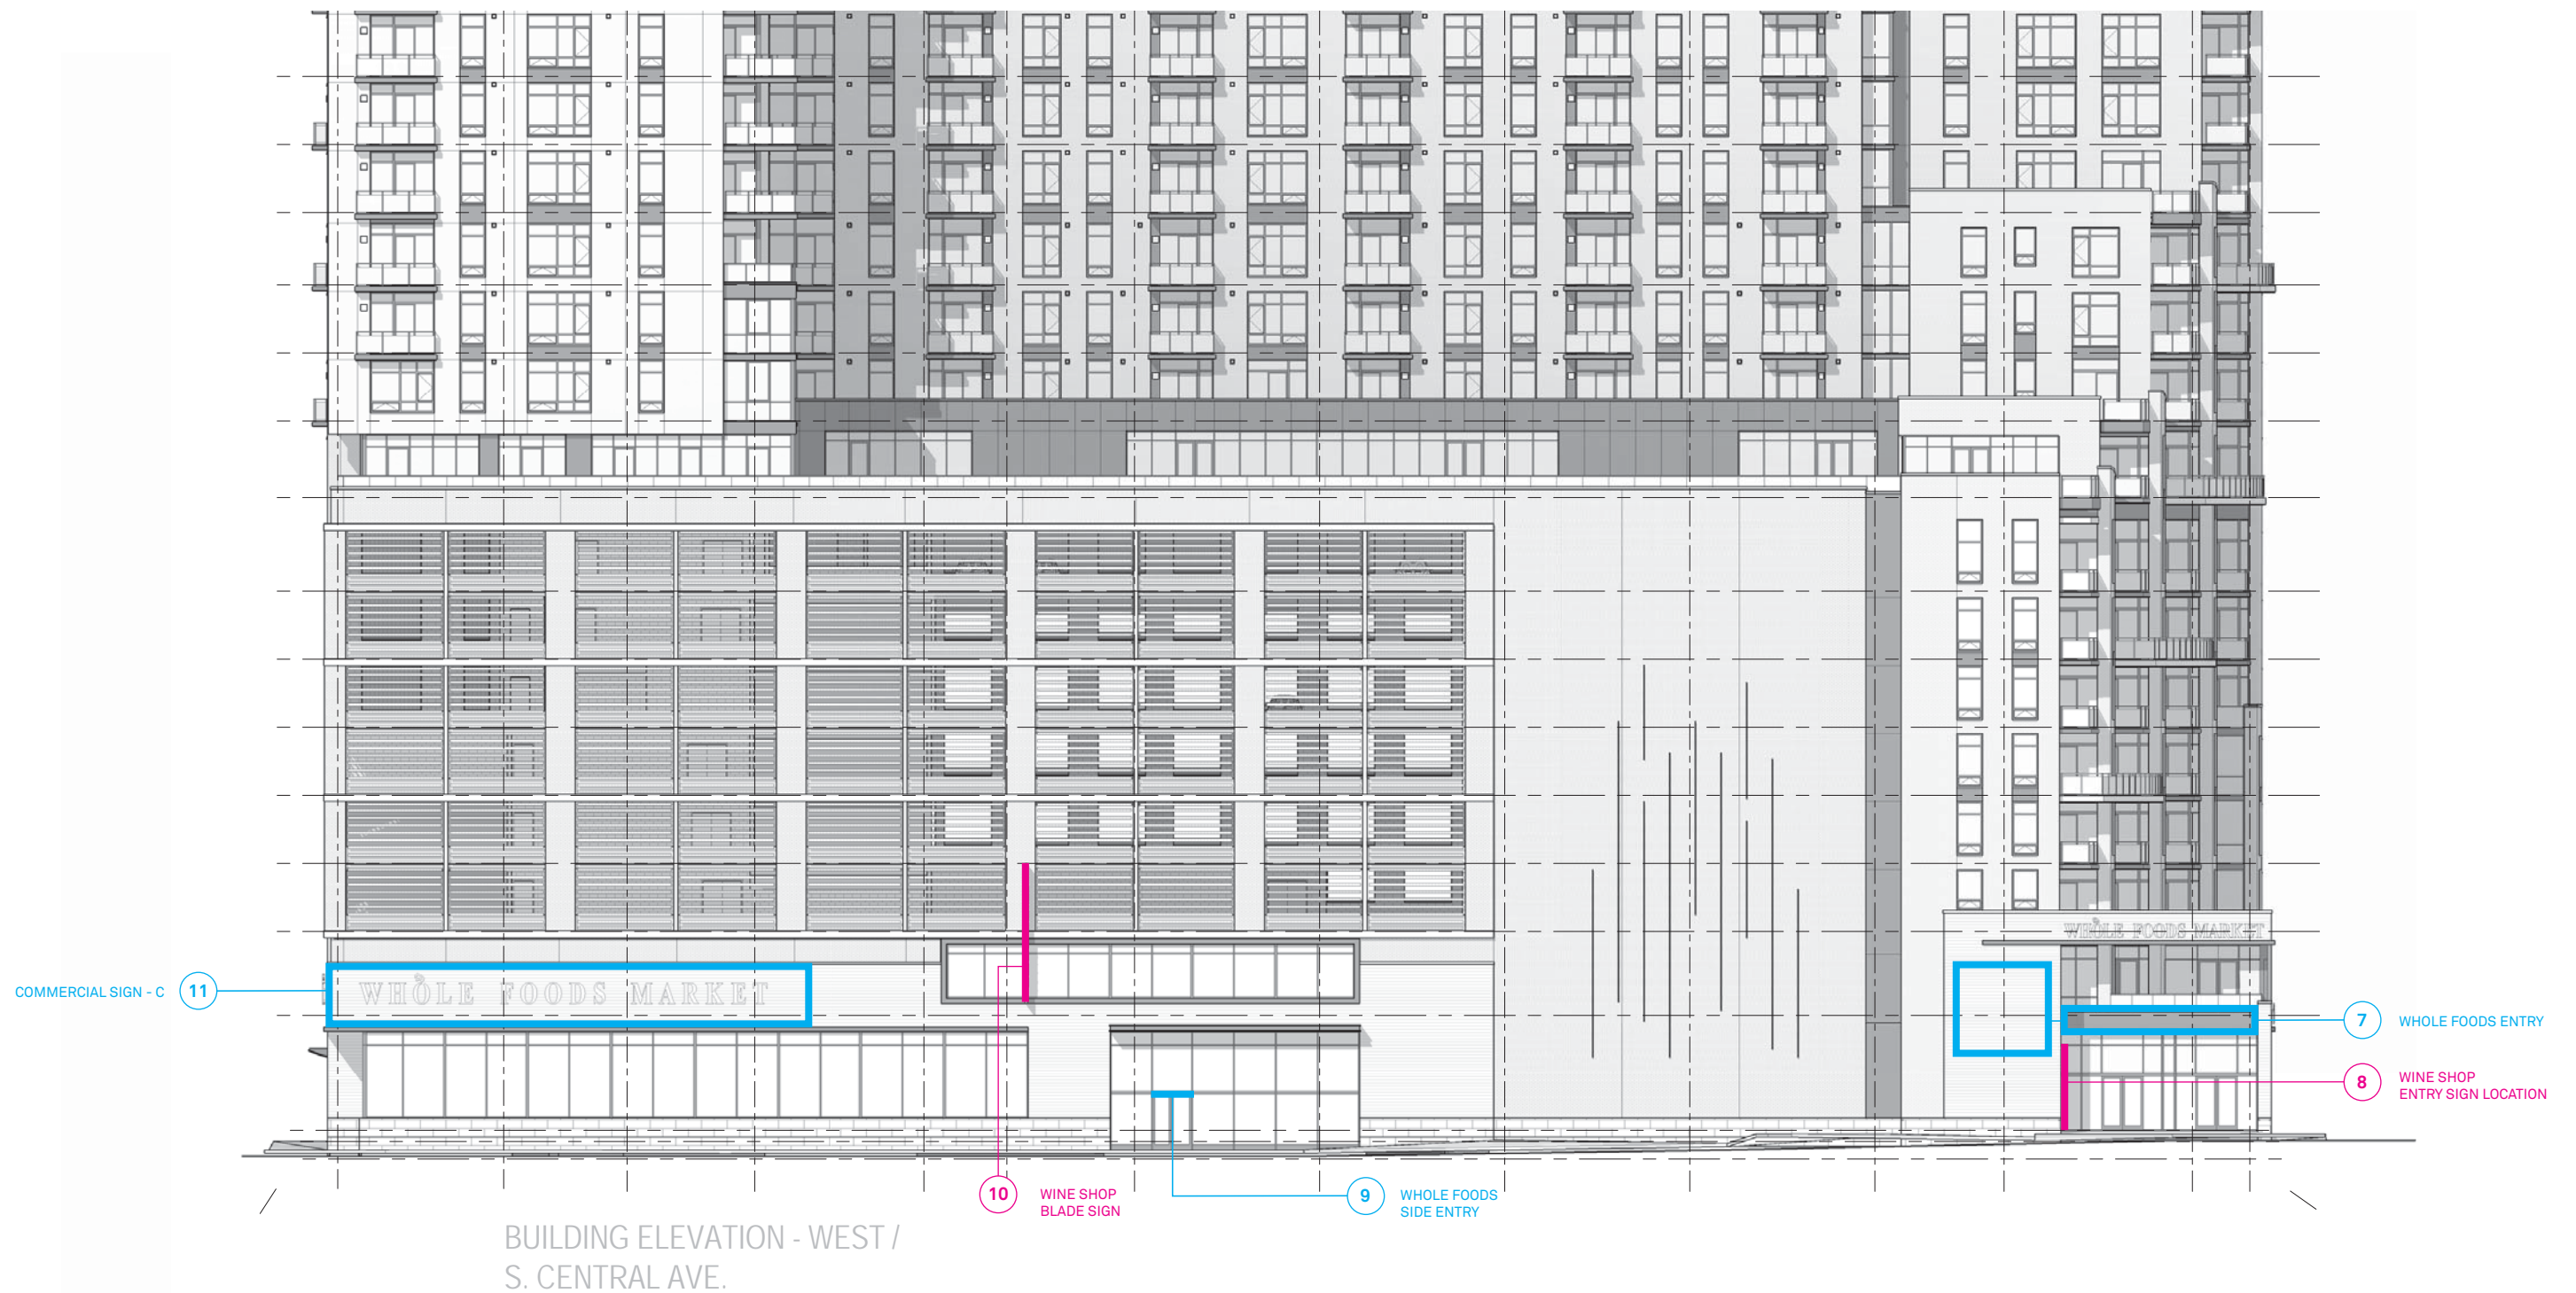 WHOLE FOODS MARKET
COMMERCIAL SIGN - C
11
WHOLE FOODS MARKET
7
WHOLE FOODS ENTRY
8
WINE SHOP
ENTRY SIGN LOCATION
10
WINE SHOP
BLADE SIGN
9
WHOLE FOODS
SIDE ENTRY
BUILDING ELEVATION - WEST /
S. CENTRAL AVE.